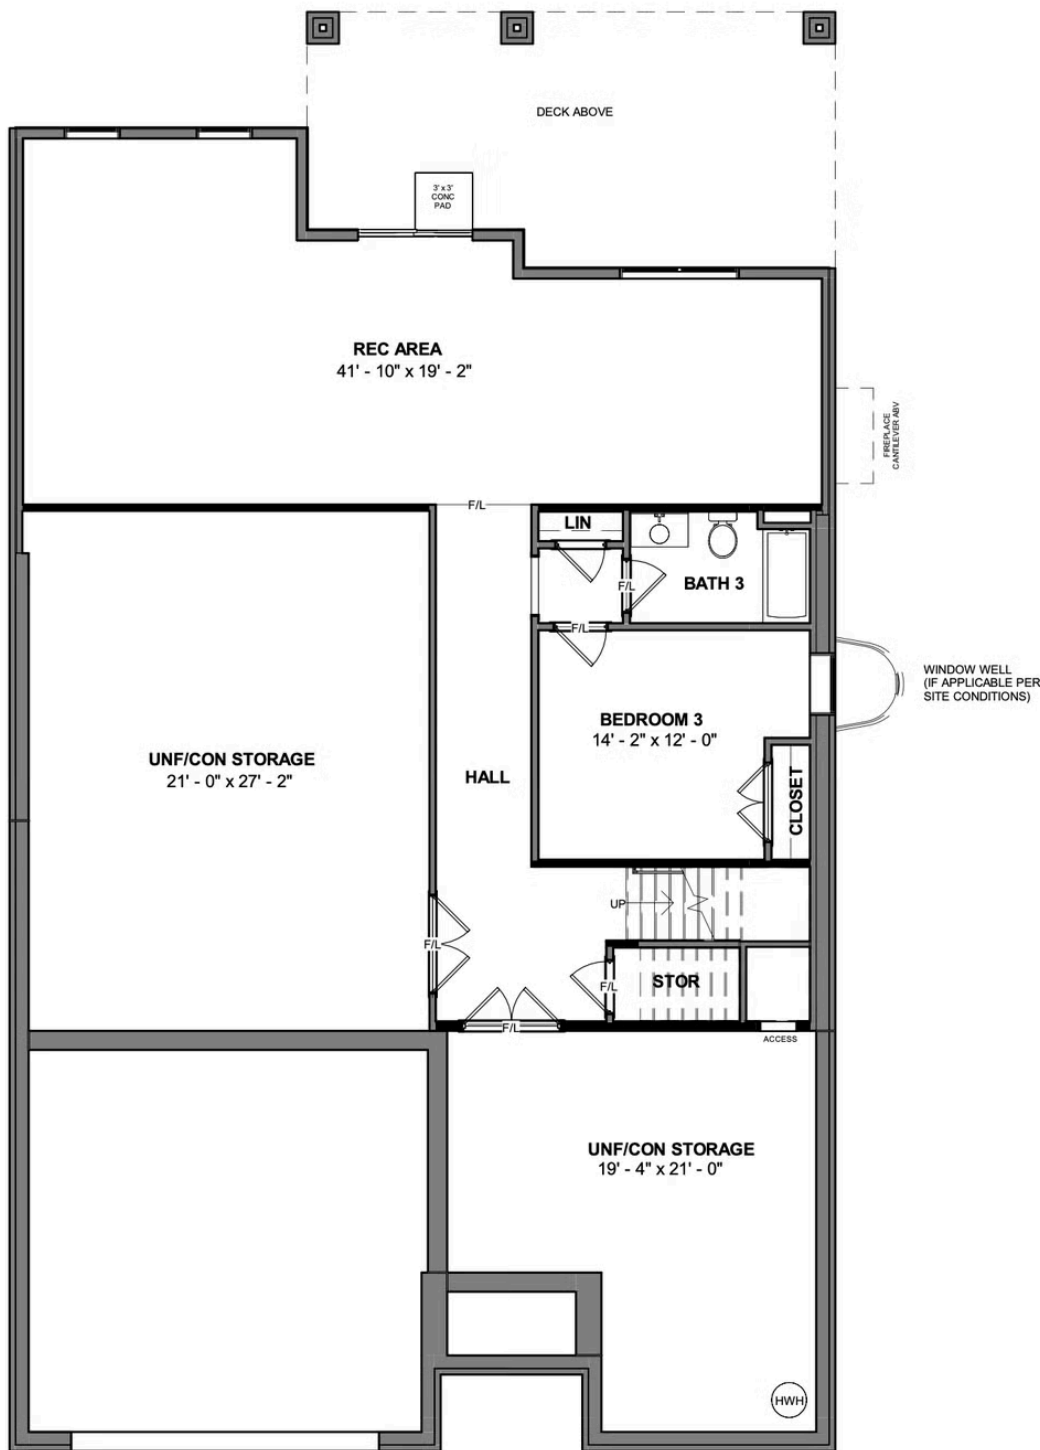 DECK ABOVE
3' x 3'
CONC
PAD
REC AREA
41' - 10" x 19' - 2"
FIREPLACE
CANTILEVER ABV
F/L
LIN
BATH 3
F/L
F/L
WINDOW WELL
(IF APPLICABLE PER
SITE CONDITIONS)
BEDROOM 3
14' - 2" x 12' - 0"
UNF/CON STORAGE
21' - 0" x 27' - 2"
HALL
CLOSET
UP
F/L
STOR
F/L
F/L
ACCESS
UNF/CON STORAGE
19' - 4" x 21' - 0"
HWH